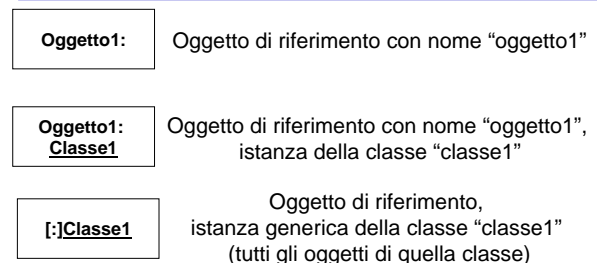 Oggetto1:
Oggetto di riferimento con nome “oggetto1”
Oggetto1:
Classe1
Oggetto di riferimento con nome “oggetto1”,
istanza della classe “classe1”
[:]Classe1
Oggetto di riferimento,
istanza generica della classe “classe1”
(tutti gli oggetti di quella classe)